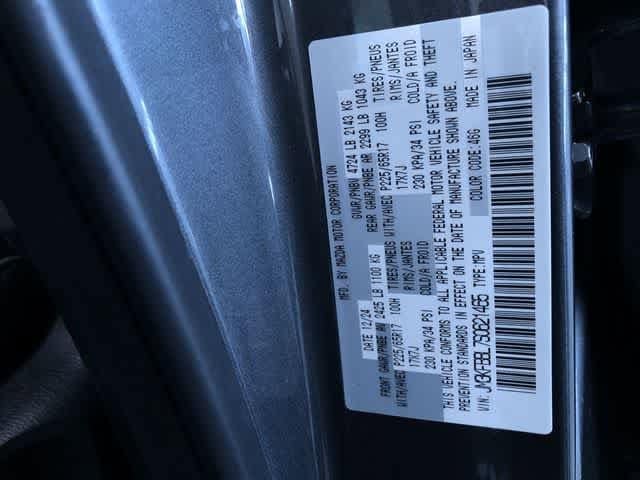 MFD. BY MAZDA MOTOR CORPORATION
DATE 12/24 GVWR/PNBV 4724 LB 2143 KG
FRONT GAWR/PNBE AV 2425 LB 1100 KG REAR GAWR/PNBE AR 2299 LB 1043 KG
WITH/AVEC P225/65R17 100H TIRES/PNEUS WITH/AVEC P225/65R17 100H TIRES/PNEUS
17X7J RIMS/JANTES 17X7J RIMS/JANTES
230 KPA/34 PSI COLD/A FROID 230 KPA/34 PSI COLD/A FROID
THIS VEHICLE CONFORMS TO ALL APPLICABLE FEDERAL MOTOR VEHICLE SAFETY AND THEFT
PREVENTION STANDARDS IN EFFECT ON THE DATE OF MANUFACTURE SHOWN ABOVE.
COLOR CODE:46G MADE IN JAPAN
VIN: TYPE:MPV